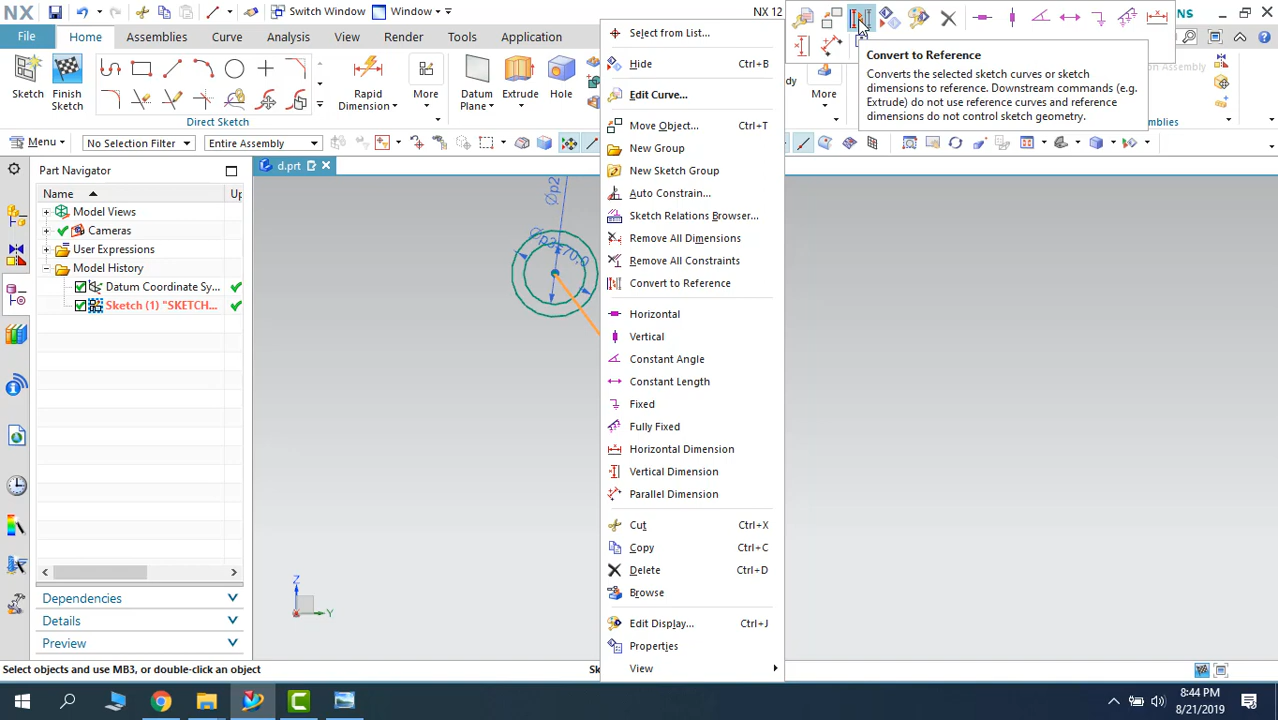 NX
Switch Window
Window
NX 12
NS
File
Home
Curve
Analysis
View
Render
Tools
Application
Sketch
Finish
Sketch
Direct Sketch
Rapid
Dimension
More
Datum
Plane
Extrude
Hole
More
Menu
No Selection Filter
Entire Assembly
Part Navigator
d.prt
Name
Up
Model Views
Cameras
User Expressions
Model History
Datum Coordinate Sy...
Sketch (1) "SKETCH...
Dependencies
Details
Preview
Z
Y
Select from List...
Hide Ctrl+B
Edit Curve...
Move Object... Ctrl+T
New Group
New Sketch Group
Auto Constrain...
Sketch Relations Browser...
Remove All Dimensions
Remove All Constraints
Convert to Reference
Horizontal
Vertical
Constant Angle
Constant Length
Fixed
Fully Fixed
Horizontal Dimension
Vertical Dimension
Parallel Dimension
Cut Ctrl+X
Copy Ctrl+C
Delete Ctrl+D
Browse
Edit Display... Ctrl+J
Properties
View
Convert to Reference
Converts the selected sketch curves or sketch
dimensions to reference. Downstream commands (e.g.
Extrude) do not use reference curves and reference
dimensions do not control sketch geometry.
Select objects and use MB3, or double-click an object
8:44 PM
8/21/2019